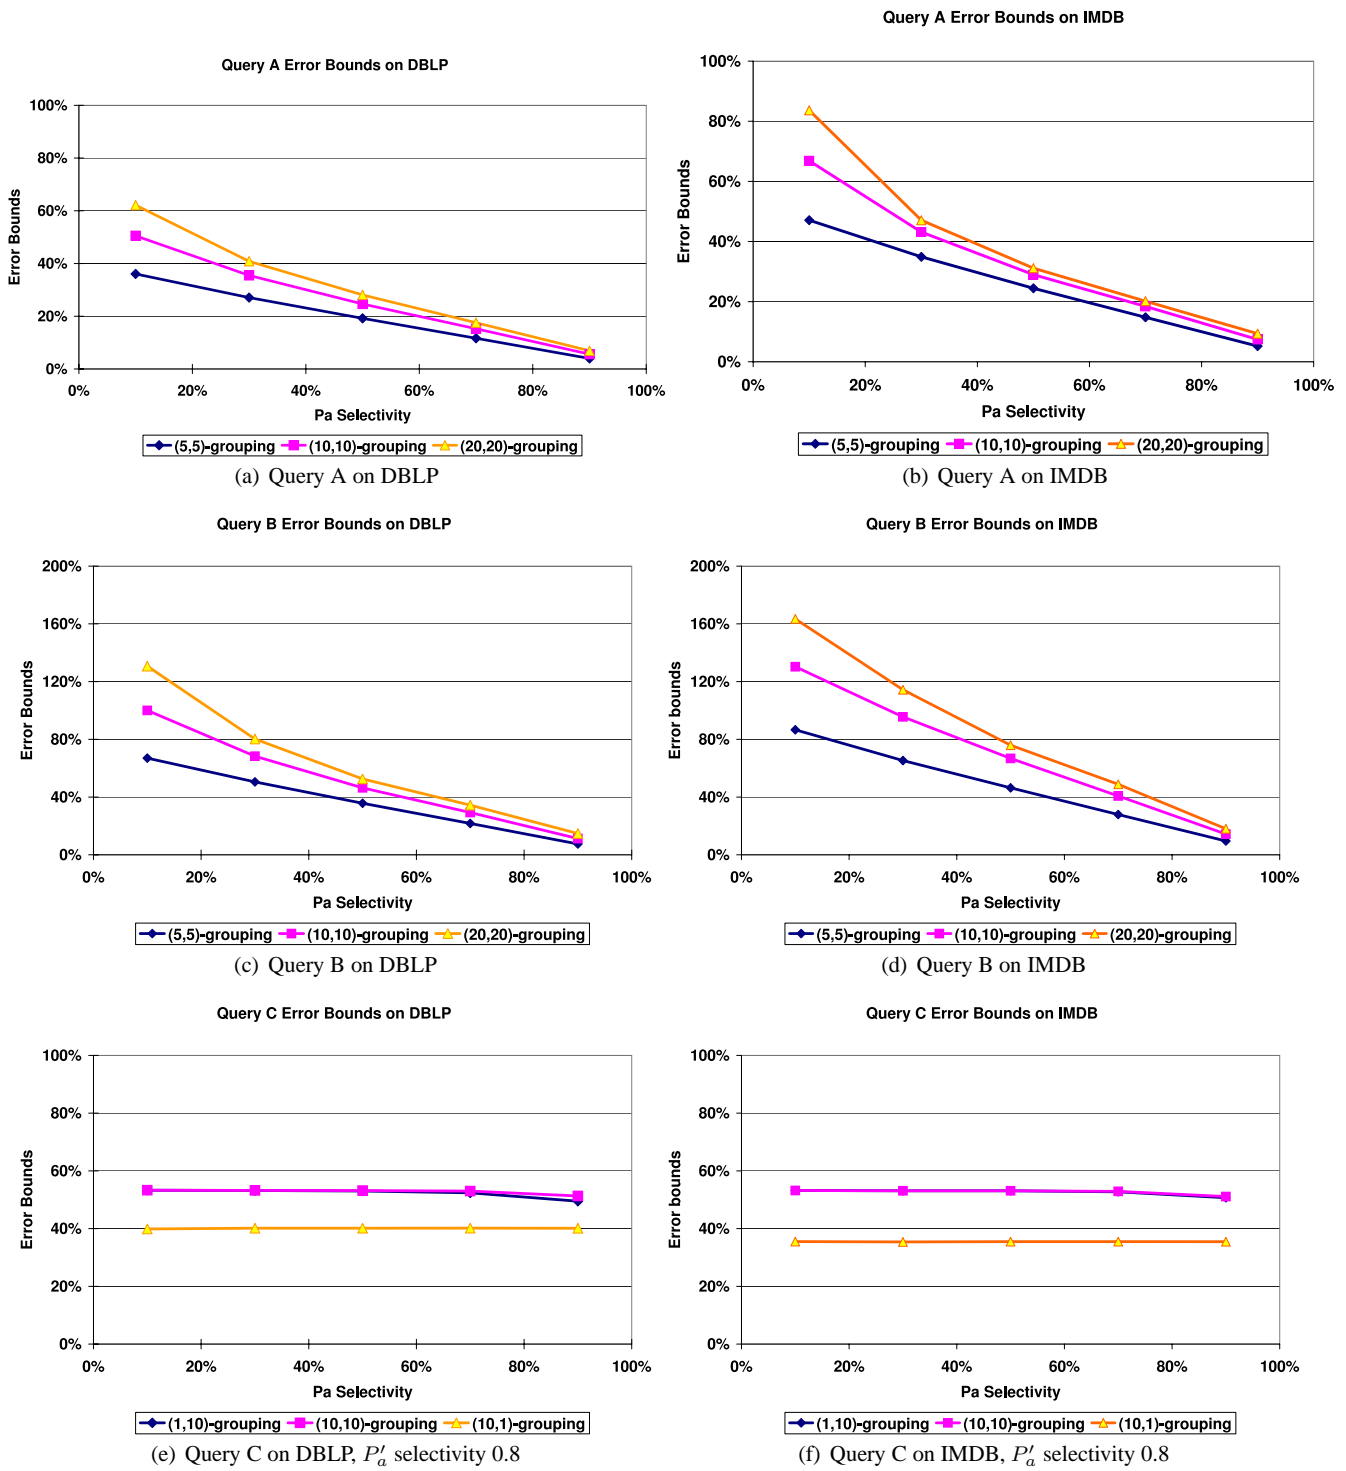 Query A Error Bounds on DBLP
Error Bounds
100%
80%
60%
40%
20%
0%
0% 20% 40% 60% 80% 100%
Pa Selectivity
(5,5)-grouping (10,10)-grouping (20,20)-grouping
(a) Query A on DBLP
Query A Error Bounds on IMDB
Error Bounds
100%
80%
60%
40%
20%
0%
0% 20% 40% 60% 80% 100%
Pa Selectivity
(5,5)-grouping (10,10)-grouping (20,20)-grouping
(b) Query A on IMDB
Query B Error Bounds on DBLP
Error Bounds
200%
160%
120%
80%
40%
0%
0% 20% 40% 60% 80% 100%
Pa Selectivity
(5,5)-grouping (10,10)-grouping (20,20)-grouping
(c) Query B on DBLP
Query B Error Bounds on IMDB
Error bounds
200%
160%
120%
80%
40%
0%
0% 20% 40% 60% 80% 100%
Pa Selectivity
(5,5)-grouping (10,10)-grouping (20,20)-grouping
(d) Query B on IMDB
Query C Error Bounds on DBLP
Error Bounds
100%
80%
60%
40%
20%
0%
0% 20% 40% 60% 80% 100%
Pa Selectivity
(1,10)-grouping (10,10)-grouping (10,1)-grouping
(e) Query C on DBLP, P′a selectivity 0.8
Query C Error Bounds on IMDB
Error bounds
100%
80%
60%
40%
20%
0%
0% 20% 40% 60% 80% 100%
Pa Selectivity
(1,10)-grouping (10,10)-grouping (10,1)-grouping
(f) Query C on IMDB, P′a selectivity 0.8